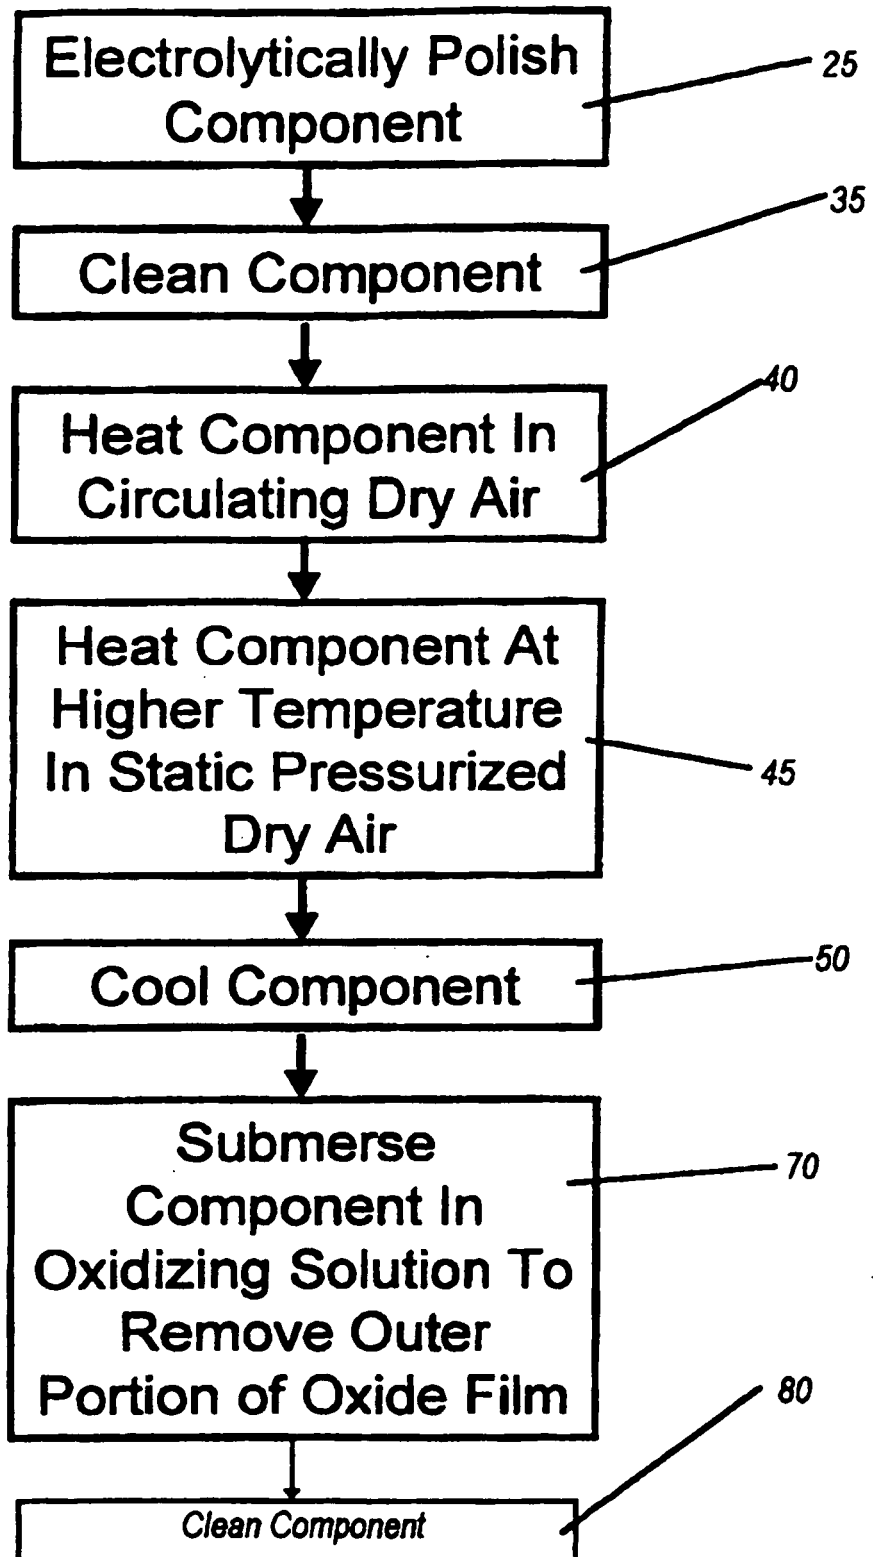 Electrolytically Polish
Component
25
Clean Component
35
Heat Component In
Circulating Dry Air
40
Heat Component At
Higher Temperature
In Static Pressurized
Dry Air
45
Cool Component
50
Submerse
Component In
Oxidizing Solution To
Remove Outer
Portion of Oxide Film
70
Clean Component
80